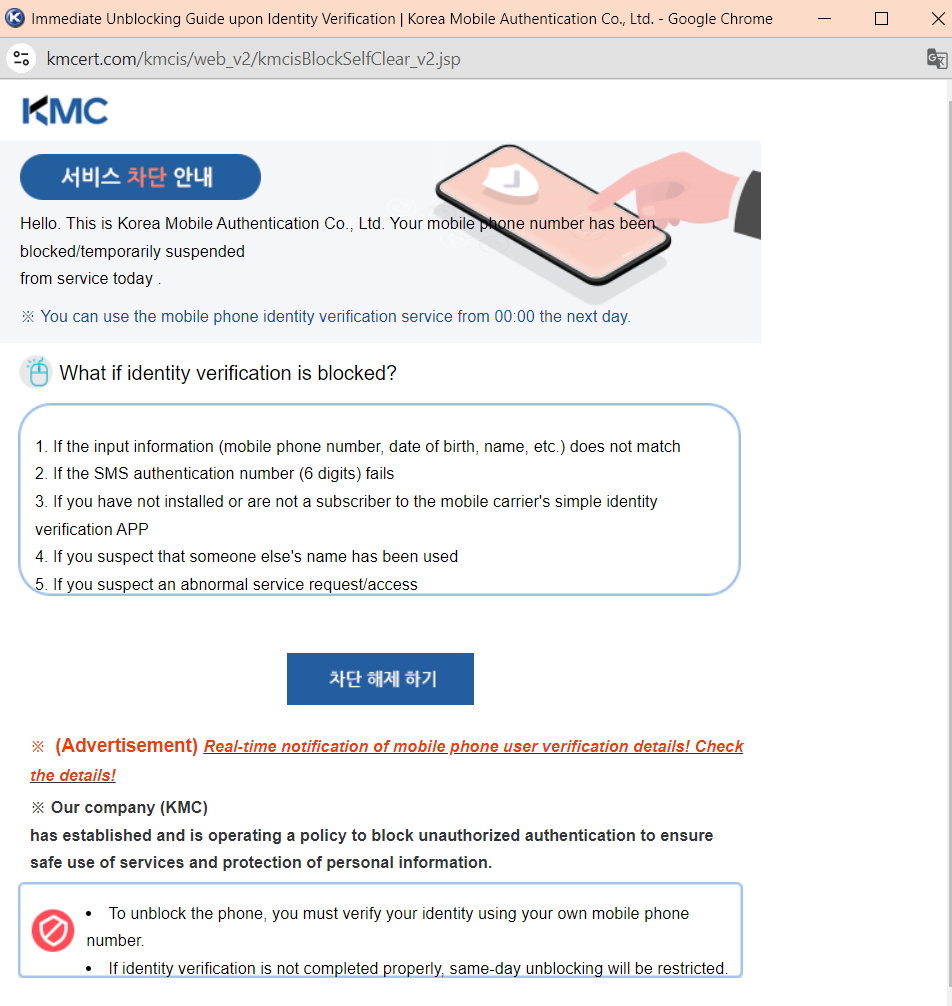 Immediate Unblocking Guide upon Identity Verification | Korea Mobile Authentication Co., Ltd. - Google Chrome
kmcert.com/kmcis/web_v2/kmcisBlockSelfClear_v2.jsp
KMC
서비스 차단 안내
Hello. This is Korea Mobile Authentication Co., Ltd. Your mobile phone number has been
blocked/temporarily suspended
from service today .
※ You can use the mobile phone identity verification service from 00:00 the next day.
What if identity verification is blocked?
1. If the input information (mobile phone number, date of birth, name, etc.) does not match
2. If the SMS authentication number (6 digits) fails
3. If you have not installed or are not a subscriber to the mobile carrier's simple identity
verification APP
4. If you suspect that someone else's name has been used
5. If you suspect an abnormal service request/access
차단 해제 하기
※ (Advertisement) Real-time notification of mobile phone user verification details! Check
the details!
※ Our company (KMC)
has established and is operating a policy to block unauthorized authentication to ensure
safe use of services and protection of personal information.
• To unblock the phone, you must verify your identity using your own mobile phone
number.
• If identity verification is not completed properly, same-day unblocking will be restricted.